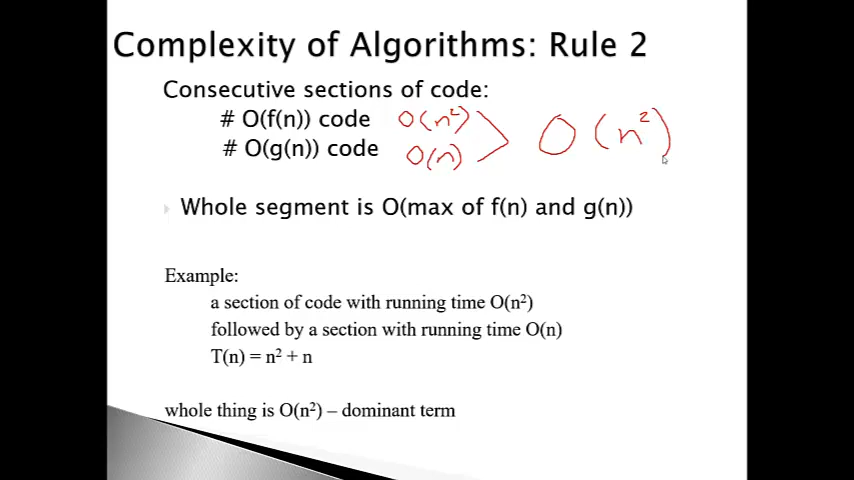 Complexity of Algorithms: Rule 2
Consecutive sections of code:
# O(f(n)) code O(n²)
# O(g(n)) code O(n)
O(n²)
Whole segment is O(max of f(n) and g(n))
Example:
a section of code with running time O(n²)
followed by a section with running time O(n)
T(n) = n² + n
whole thing is O(n²) – dominant term